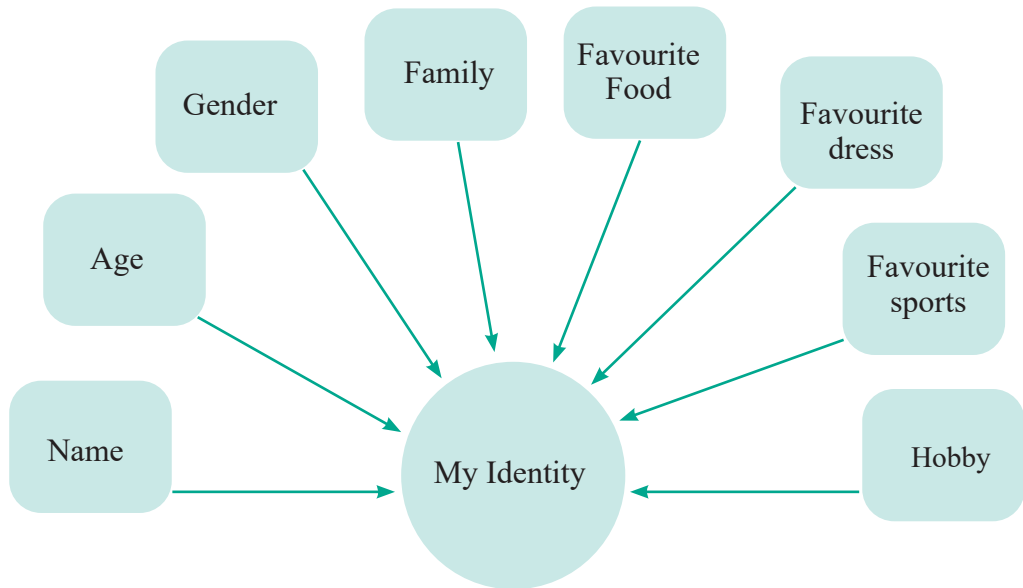 Name
Age
Gender
Family
Favourite
Food
Favourite
dress
Favourite
sports
Hobby
My Identity